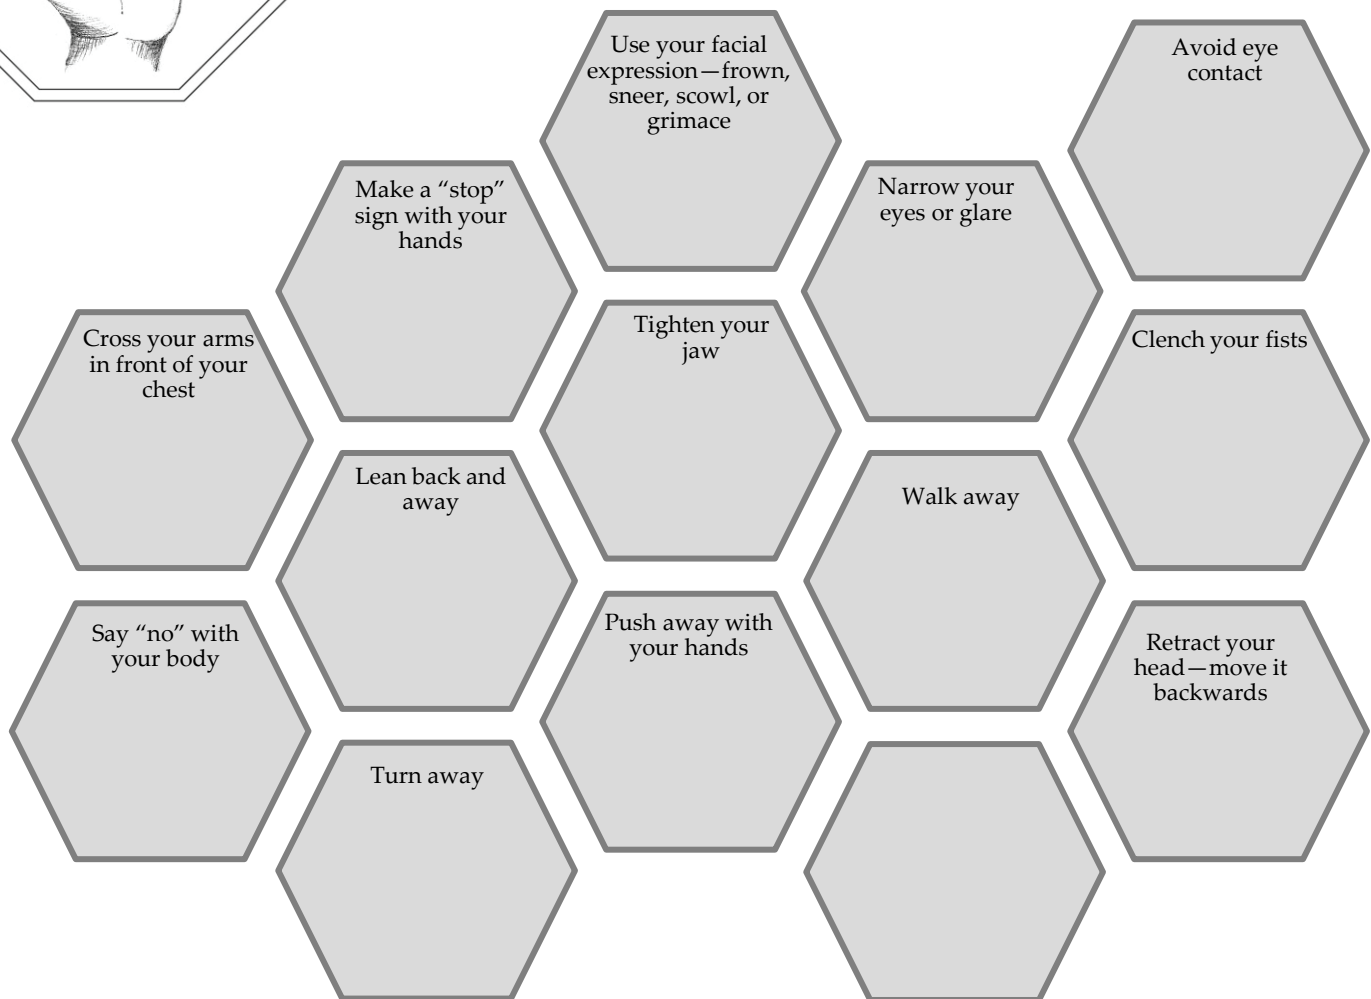 Use your facial
expression—frown,
sneer, scowl, or
grimace
Avoid eye
contact
Make a “stop”
sign with your
hands
Narrow your
eyes or glare
Cross your arms
in front of your
chest
Tighten your
jaw
Clench your fists
Lean back and
away
Walk away
Say “no” with
your body
Push away with
your hands
Retract your
head—move it
backwards
Turn away